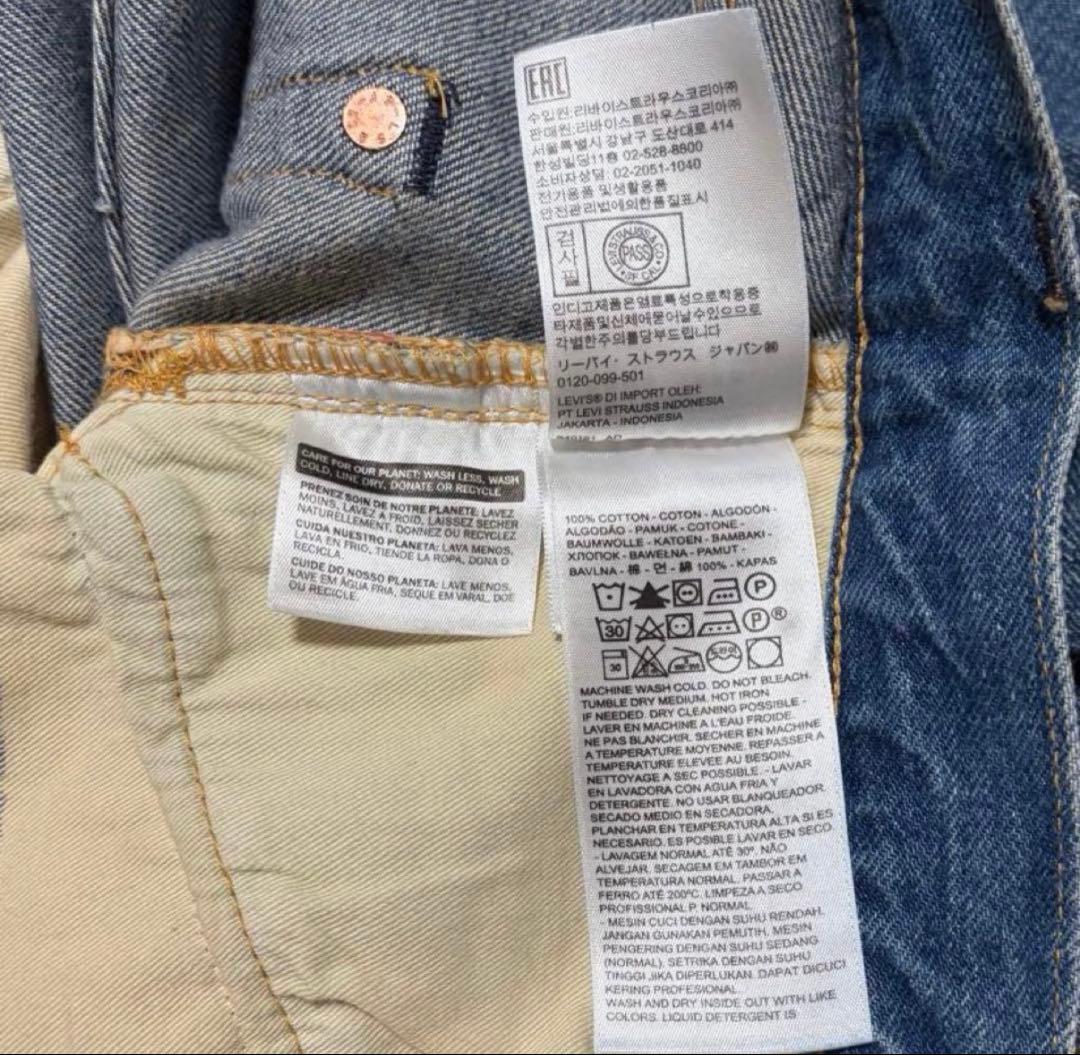 EAC
수입원:리바이스트라우스코리아㈜
판매원:리바이스트라우스코리아㈜
서울특별시 강남구 도산대로 414
한성빌딩11층 02-528-8800
소비자상담: 02-2051-1040
전기용품 및생활용품
안전관리법에의한품질표시
검사필
LEVI STRAUSS & CO
PASS
SF CAL
인디고제품은염료특성으로착용중
타제품및신체에묻어날수있으므로
각별한주의를당부드립니다
リーバイ・ストラウス ジャパン㈱
0120-099-501
LEVI'S® DI IMPORT OLEH:
PT LEVI STRAUSS INDONESIA
JAKARTA - INDONESIA
CARE FOR OUR PLANET: WASH LESS, WASH
COLD, LINE DRY, DONATE OR RECYCLE
PRENEZ SOIN DE NOTRE PLANETE: LAVEZ
MOINS, LAVEZ A FROID, LAISSEZ SECHER
NATURELLEMENT, DONNEZ OU RECYCLEZ
CUIDA NUESTRO PLANETA: LAVA MENOS,
LAVA EN FRIO, TIENDE LA ROPA, DONA O
RECICLA.
CUIDE DO NOSSO PLANETA: LAVE MENOS,
LAVE EM ÁGUA FRIA, SEQUE EM VARAL, DOE
OU RECICLE.
100% COTTON - COTON - ALGODÓN -
ALGODÃO - PAMUK - COTONE -
BAUMWOLLE - KATOEN - BAMBAKI -
ХЛОПОК - BAWEŁNA - PAMUT -
BAVLNA - 棉 - 면 - 綿 100% - KAPAS
P
30 P®
30 드라이
MACHINE WASH COLD. DO NOT BLEACH.
TUMBLE DRY MEDIUM. HOT IRON
IF NEEDED. DRY CLEANING POSSIBLE -
LAVER EN MACHINE A L'EAU FROIDE.
NE PAS BLANCHIR. SECHER EN MACHINE
A TEMPERATURE MOYENNE. REPASSER A
TEMPERATURE ELEVEE AU BESOIN.
NETTOYAGE A SEC POSSIBLE. - LAVAR
EN LAVADORA CON AGUA FRIA Y
DETERGENTE. NO USAR BLANQUEADOR.
SECADO MEDIO EN SECADORA.
PLANCHAR EN TEMPERATURA ALTA SI ES
NECESARIO. ES POSIBLE LAVAR EN SECO.
- LAVAGEM NORMAL ATÉ 30º. NÃO
ALVEJAR. SECAGEM EM TAMBOR EM
TEMPERATURA NORMAL. PASSAR A
FERRO ATÉ 200ºC. LIMPEZA A SECO
PROFISSIONAL P. NORMAL.
- MESIN CUCI DENGAN SUHU RENDAH.
JANGAN GUNAKAN PEMUTIH. MESIN
PENGERING DENGAN SUHU SEDANG
(NORMAL). SETRIKA DENGAN SUHU
TINGGI JIKA DIPERLUKAN. DAPAT DICUCI
KERING PROFESIONAL.
WASH AND DRY INSIDE OUT WITH LIKE
COLORS. LIQUID DETERGENT IS